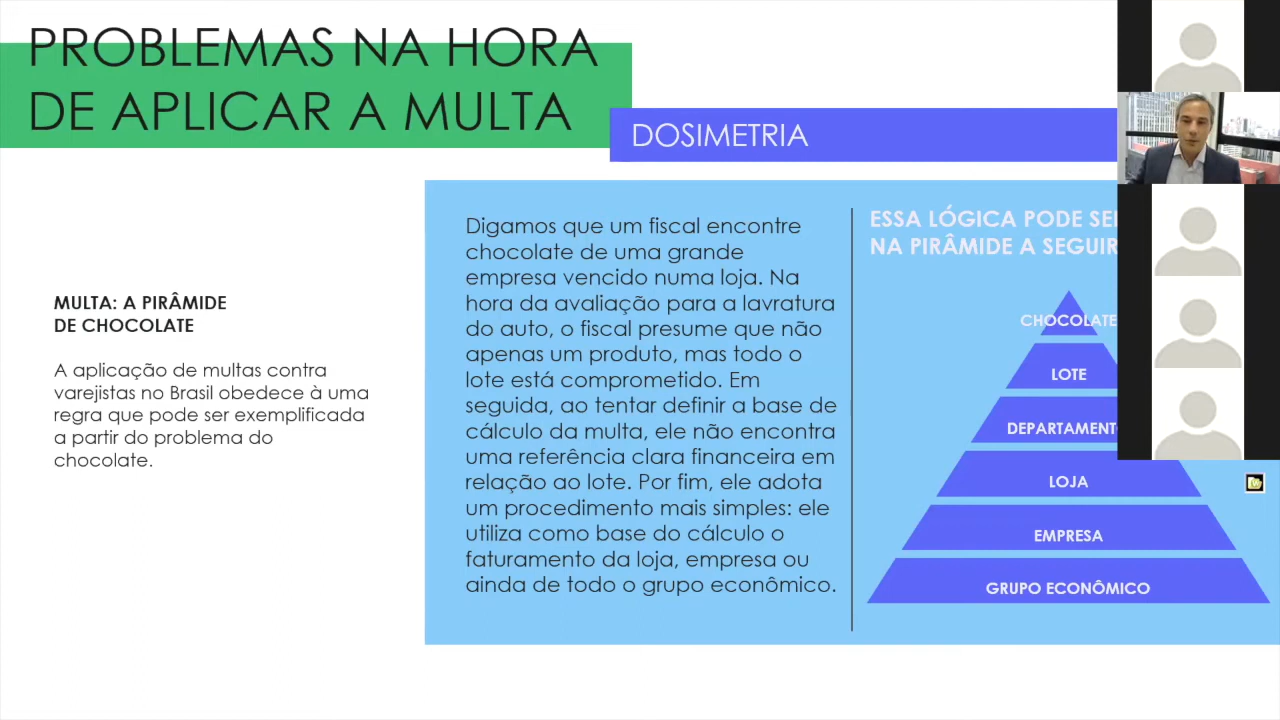 PROBLEMAS NA HORA
DE APLICAR A MULTA
DOSIMETRIA
MULTA: A PIRÂMIDE
DE CHOCOLATE
A aplicação de multas contra
varejistas no Brasil obedece à uma
regra que pode ser exemplificada
a partir do problema do
chocolate.
Digamos que um fiscal encontre
chocolate de uma grande
empresa vencido numa loja. Na
hora da avaliação para a lavratura
do auto, o fiscal presume que não
apenas um produto, mas todo o
lote está comprometido. Em
seguida, ao tentar definir a base de
cálculo da multa, ele não encontra
uma referência clara financeira em
relação ao lote. Por fim, ele adota
um procedimento mais simples: ele
utiliza como base do cálculo o
faturamento da loja, empresa ou
ainda de todo o grupo econômico.
ESSA LÓGICA PODE
NA PIRÂMIDE A SEGUIR
CHOCOLATE
LOTE
DEPARTAMENT
LOJA
EMPRESA
GRUPO ECONÔMICO